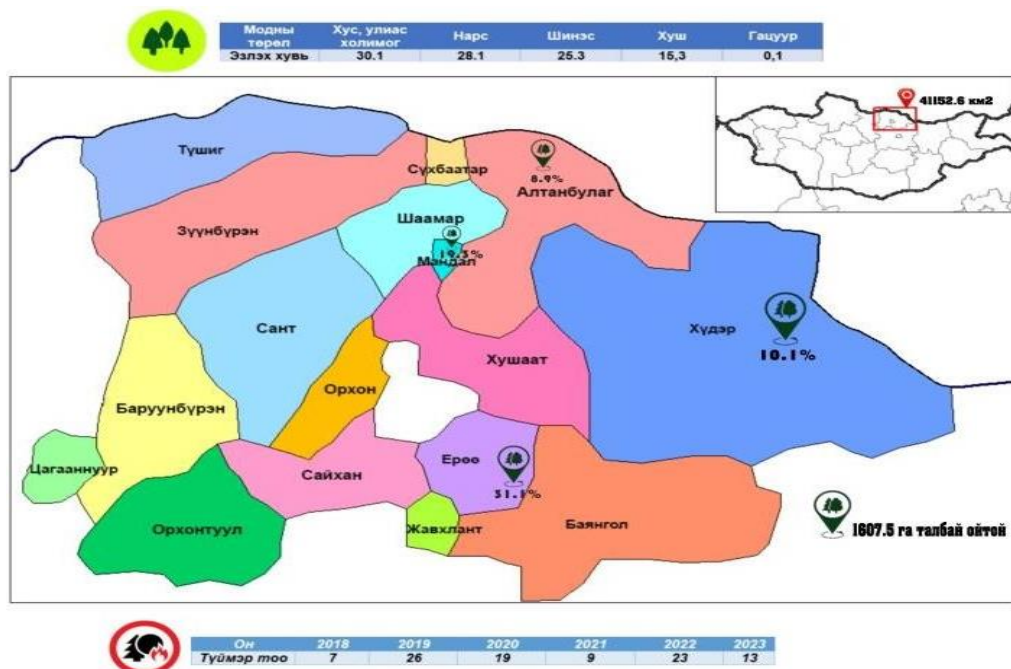 Модны төрөл Хус, улиас холимог Нарс Шинэс Хуш Гацуур
Эзлэх хувь 30.1 28.1 25.3 15,3 0,1
41152.6 км2
Түшиг
Сүхбаатар
8.9%
Алтанбулаг
Зүүнбүрэн
Шаамар
Мандал
19.3%
Сант
Хүдэр
10.1%
Хушаат
Орхон
Баруунбүрэн
Цагааннуур
Сайхан
Ерөө
31.1%
Орхонтуул
Жавхлант
Баянгол
1607.5 га талбай ойтой
Он 2018 2019 2020 2021 2022 2023
Түймэр тоо 7 26 19 9 23 13